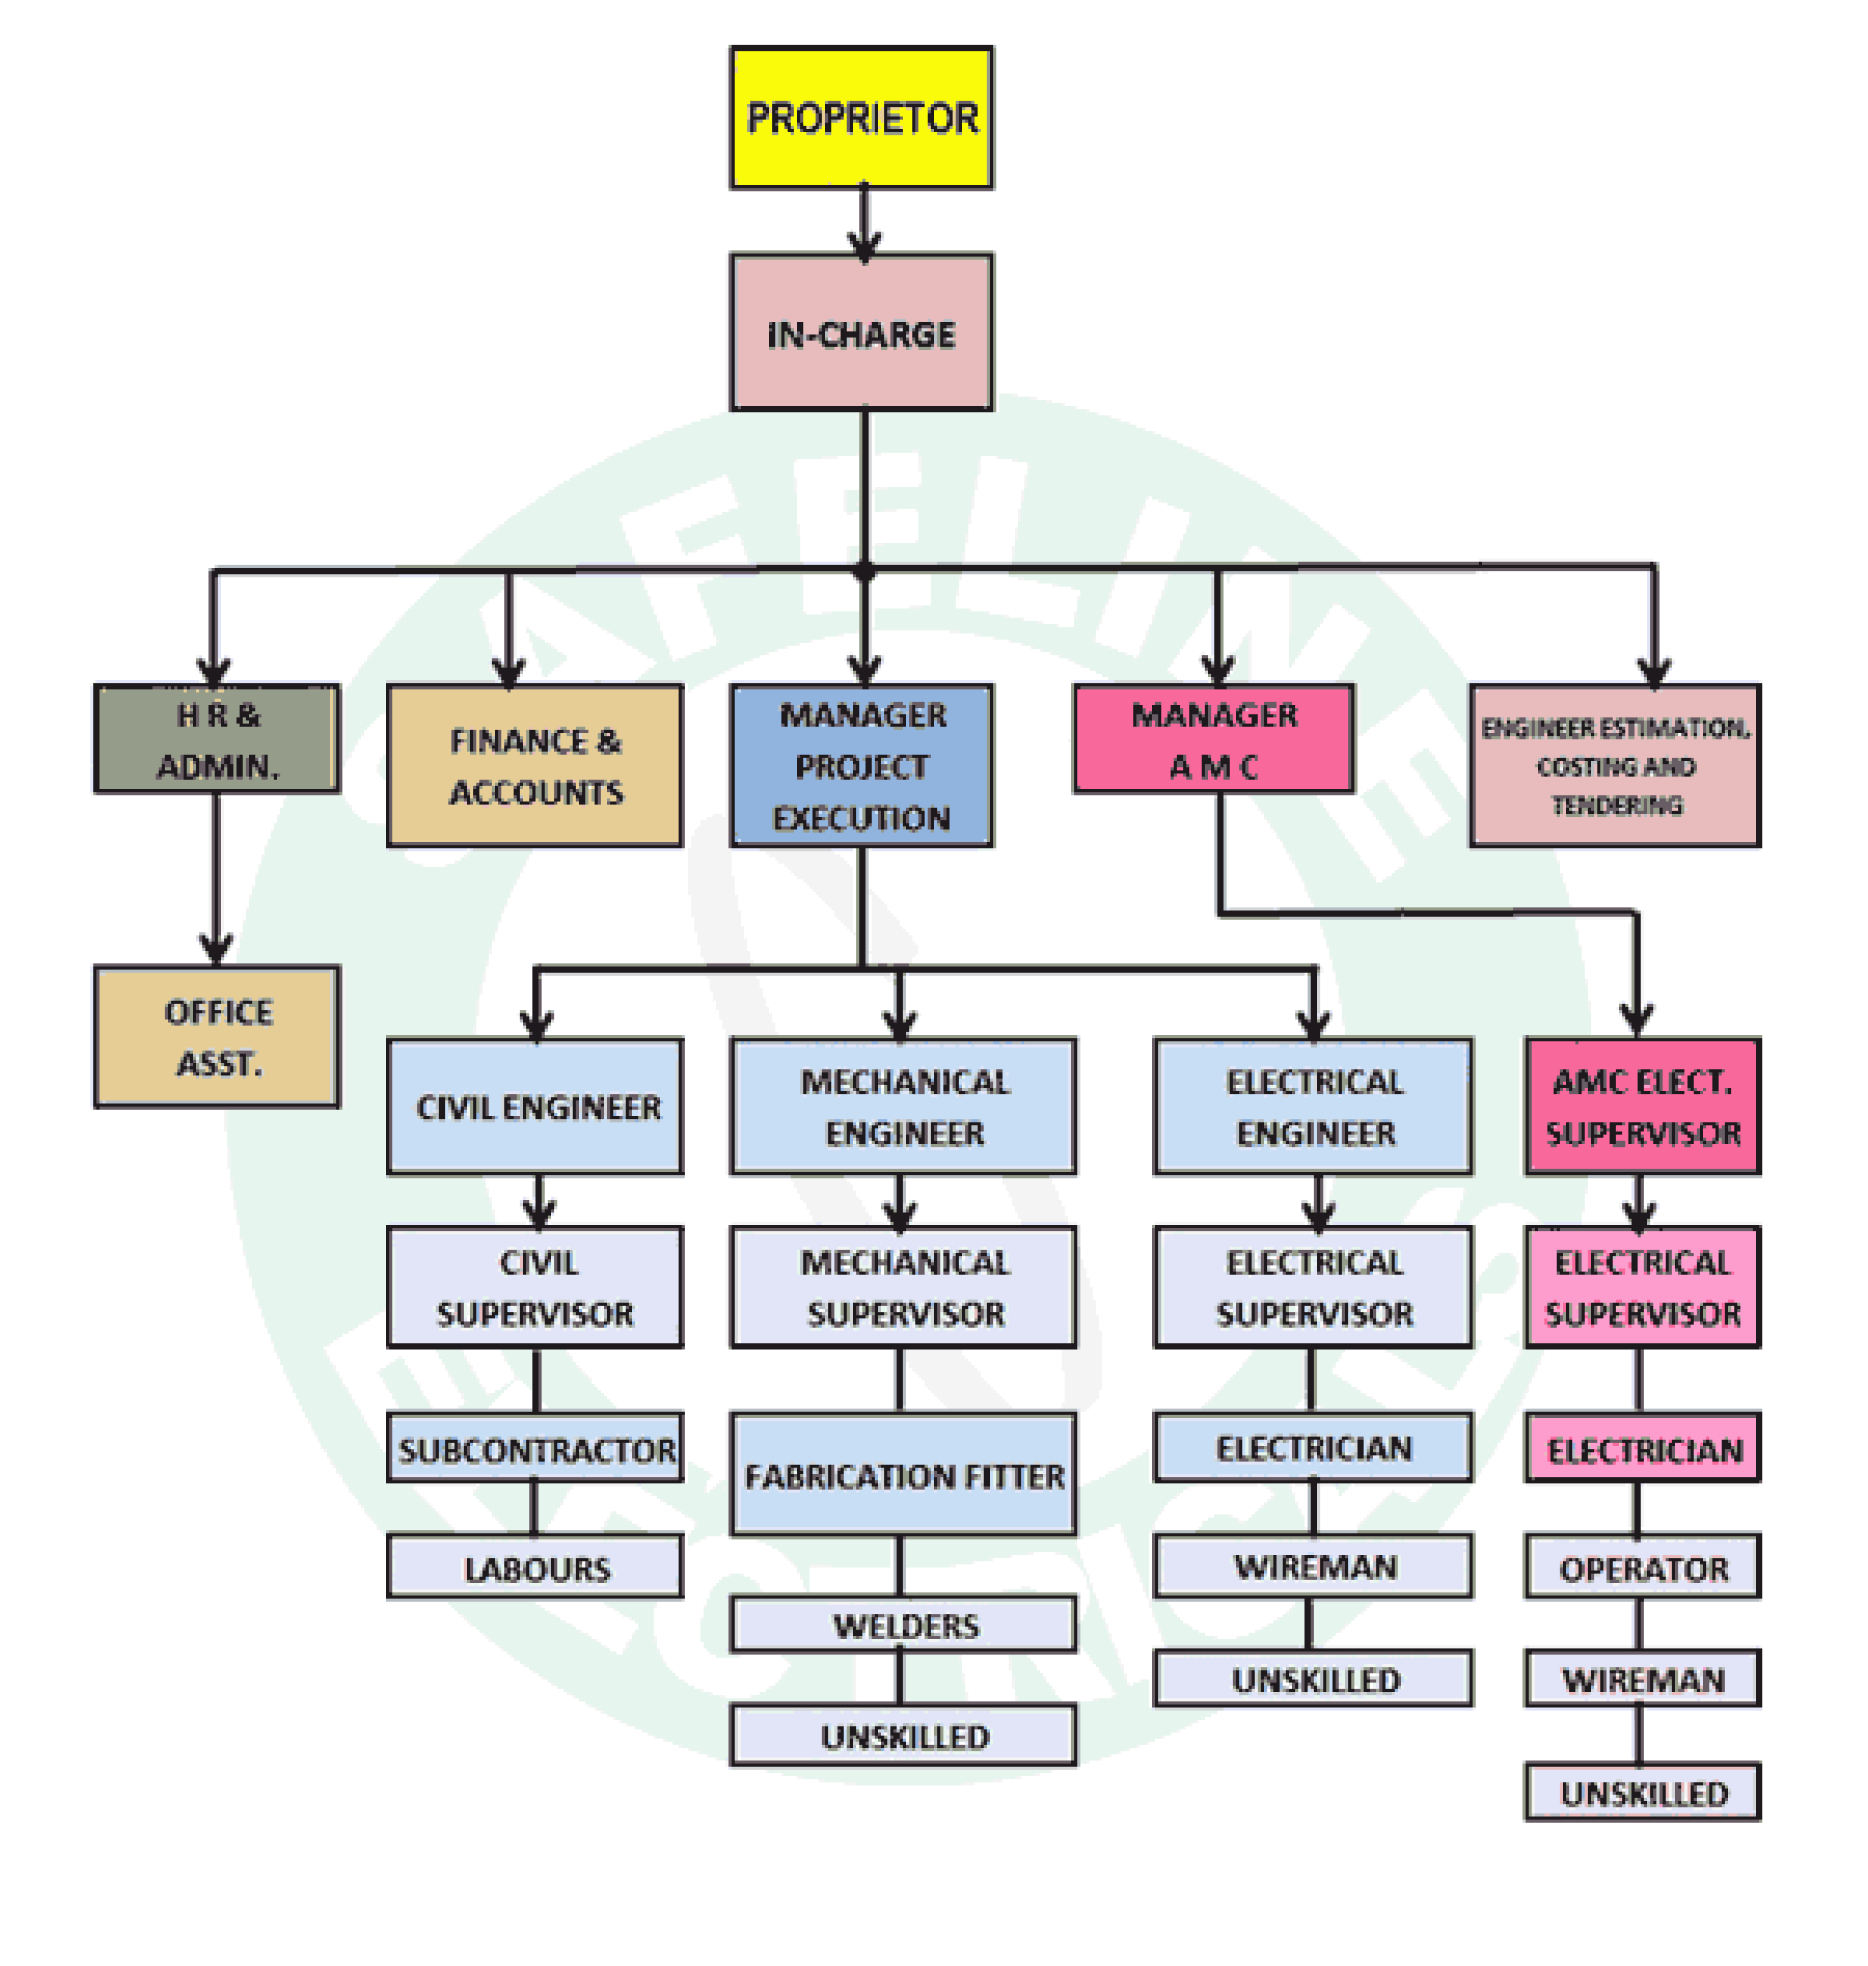 PROPRIETOR
IN-CHARGE
SAFELINE
H R &
ADMIN.
FINANCE &
ACCOUNTS
MANAGER
PROJECT
EXECUTION
MANAGER
A M C
ENGINEER ESTIMATION,
COSTING AND
TENDERING
OFFICE
ASST.
CIVIL ENGINEER
MECHANICAL
ENGINEER
ELECTRICAL
ENGINEER
AMC ELECT.
SUPERVISOR
CIVIL
SUPERVISOR
MECHANICAL
SUPERVISOR
ELECTRICAL
SUPERVISOR
ELECTRICAL
SUPERVISOR
SUBCONTRACTOR
FABRICATION FITTER
ELECTRICIAN
ELECTRICIAN
LABOURS
WIREMAN
OPERATOR
WELDERS
UNSKILLED
WIREMAN
UNSKILLED
UNSKILLED
ELECTRICALS